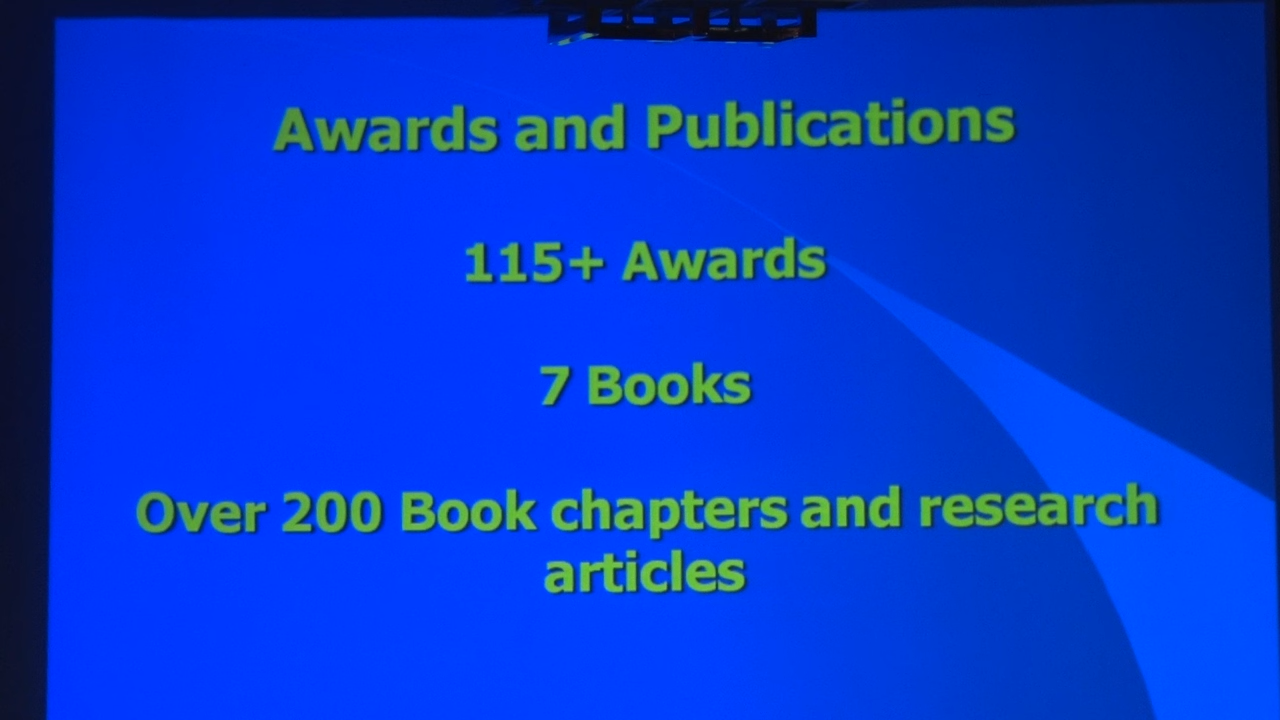 Awards and Publications
115+ Awards
7 Books
Over 200 Book chapters and research
articles